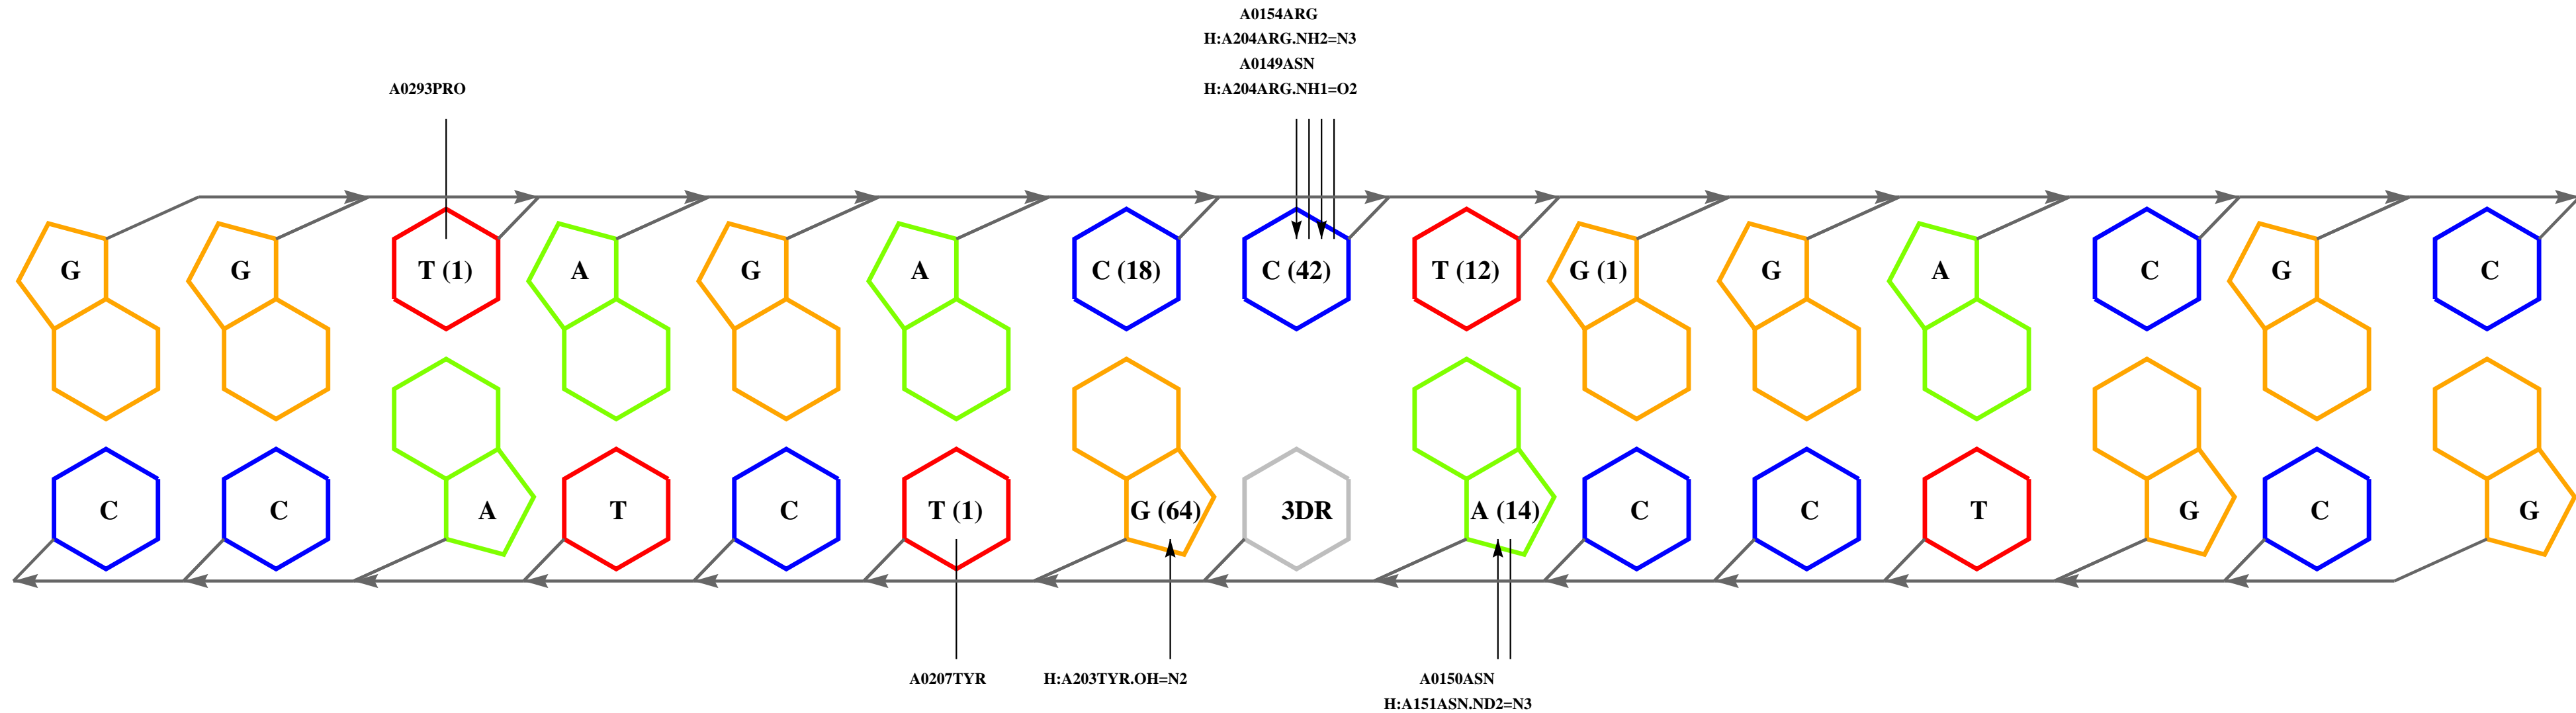 A0154ARG
H:A204ARG.NH2=N3
A0149ASN
A0293PRO
H:A204ARG.NH1=O2
G G T (1) A G A C (18) C (42) T (12) G (1) G A C G C
C C A T C T (1) G (64) 3DR A (14) C C T G C G
A0207TYR
H:A203TYR.OH=N2
A0150ASN
H:A151ASN.ND2=N3